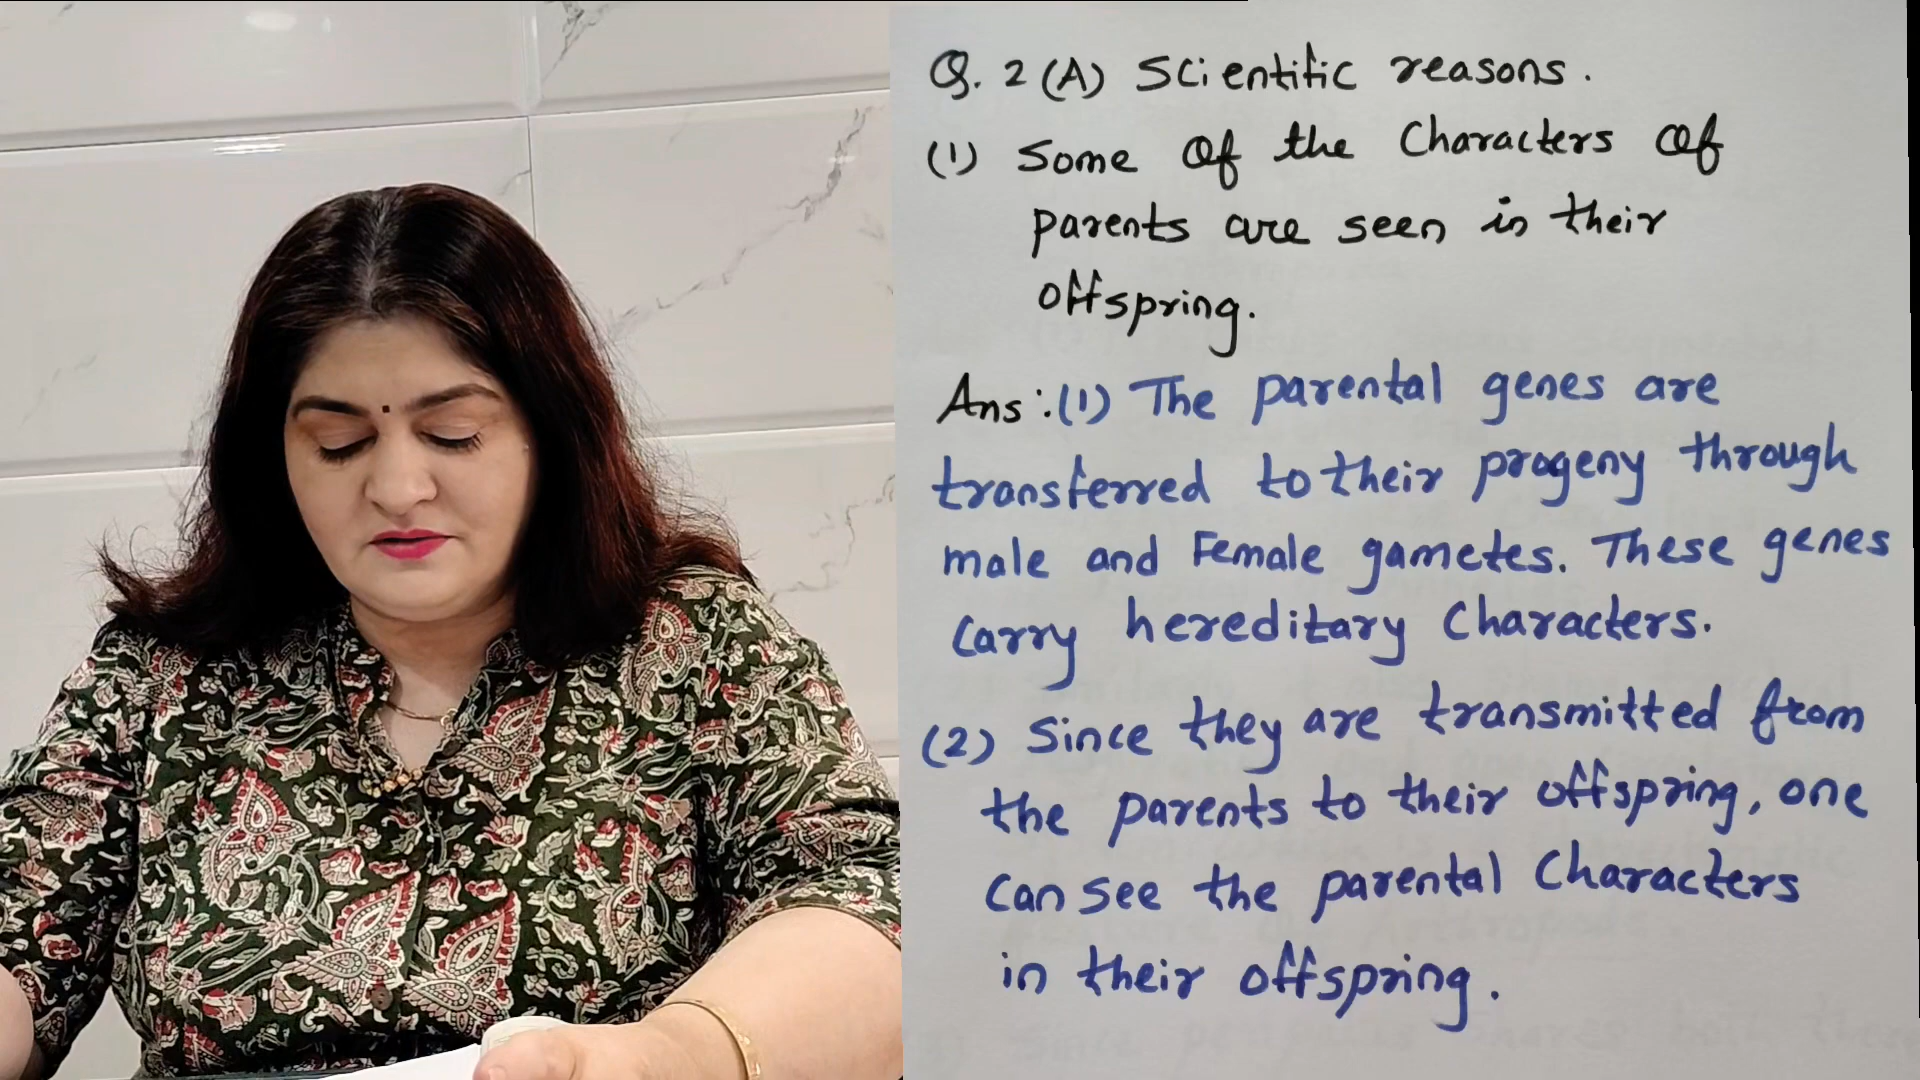 Q. 2 (A) Scientific reasons.
(1) Some of the Characters of
parents are seen in their
offspring.
Ans:(1) The parental genes are
transferred to their progeny through
male and Female gametes. These genes
Carry hereditary Characters.
(2) Since they are transmitted from
the parents to their offspring, one
can see the parental Characters
in their offspring.